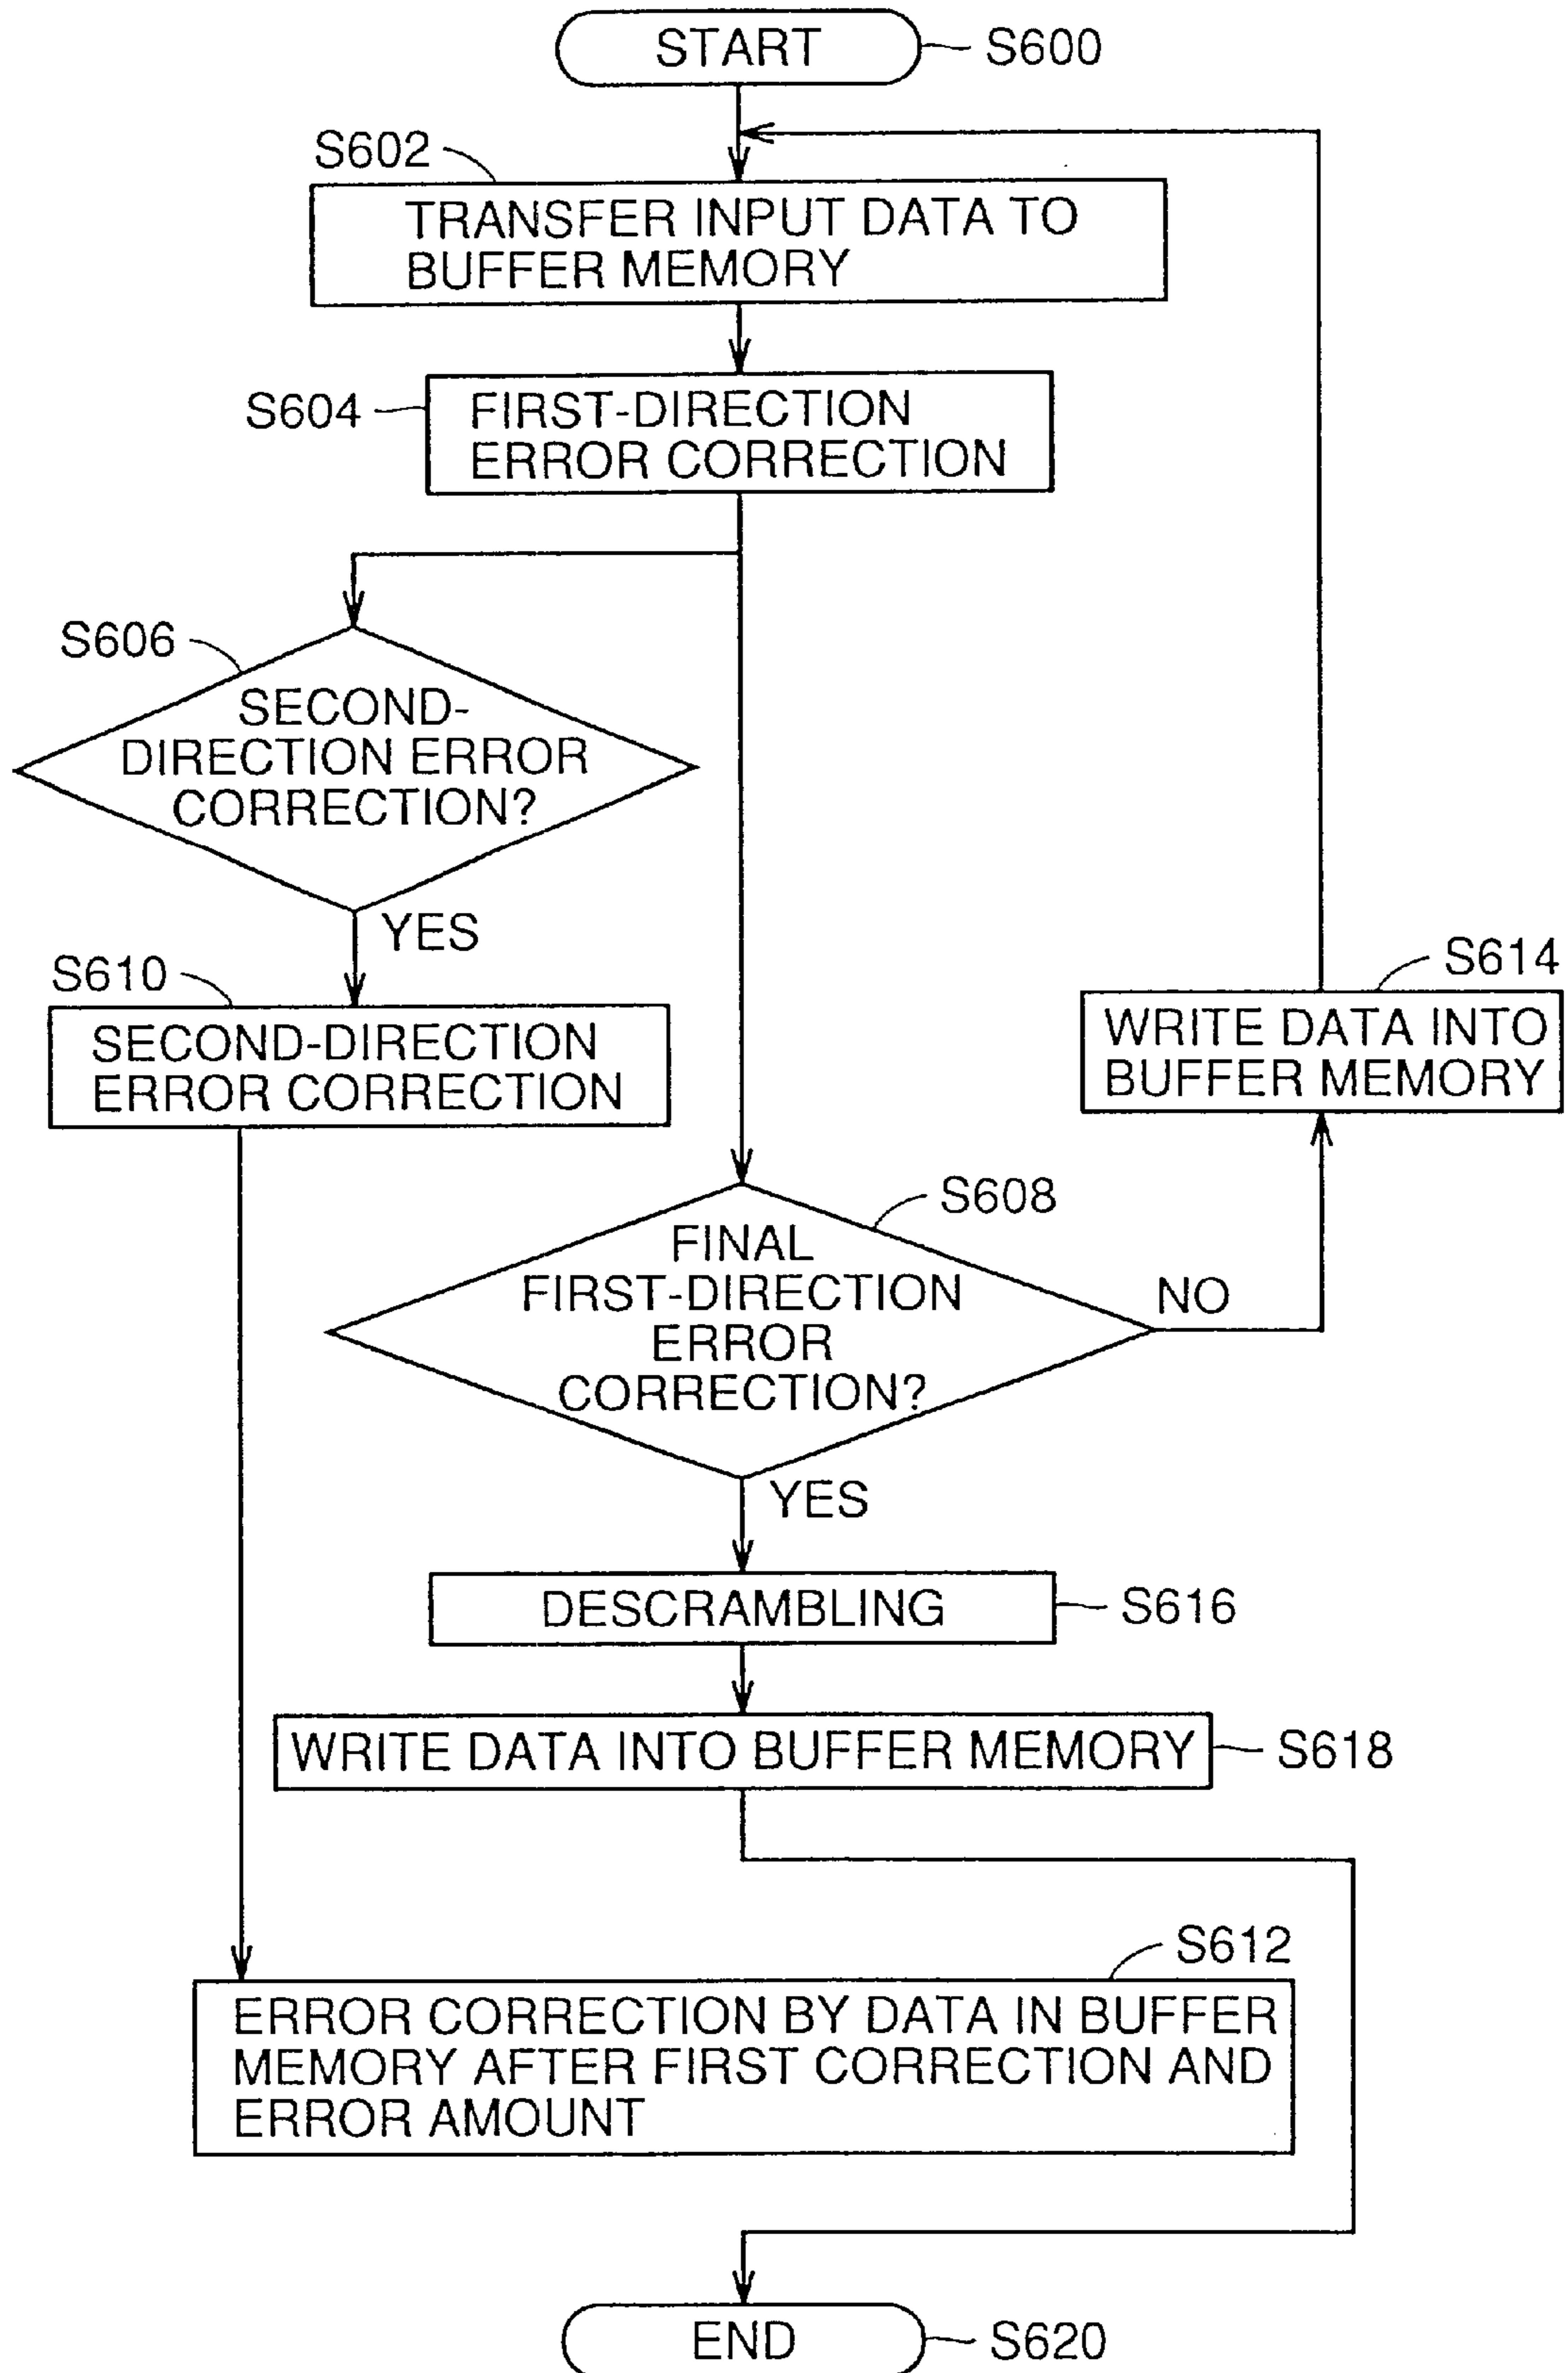 START
S600
S602
TRANSFER INPUT DATA TO
BUFFER MEMORY
S604
FIRST-DIRECTION
ERROR CORRECTION
S606
SECOND-
DIRECTION ERROR
CORRECTION?
YES
S610
SECOND-DIRECTION
ERROR CORRECTION
S614
WRITE DATA INTO
BUFFER MEMORY
S608
FINAL
FIRST-DIRECTION
ERROR
CORRECTION?
NO
YES
DESCRAMBLING
S616
WRITE DATA INTO BUFFER MEMORY
S618
S612
ERROR CORRECTION BY DATA IN BUFFER
MEMORY AFTER FIRST CORRECTION AND
ERROR AMOUNT
END
S620